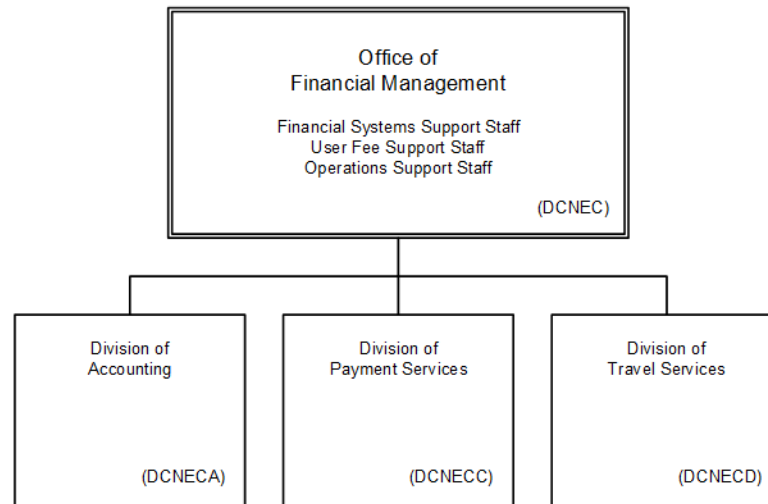 Office of
Financial Management
Financial Systems Support Staff
User Fee Support Staff
Operations Support Staff
(DCNEC)
Division of
Accounting
(DCNECA)
Division of
Payment Services
(DCNECC)
Division of
Travel Services
(DCNECD)